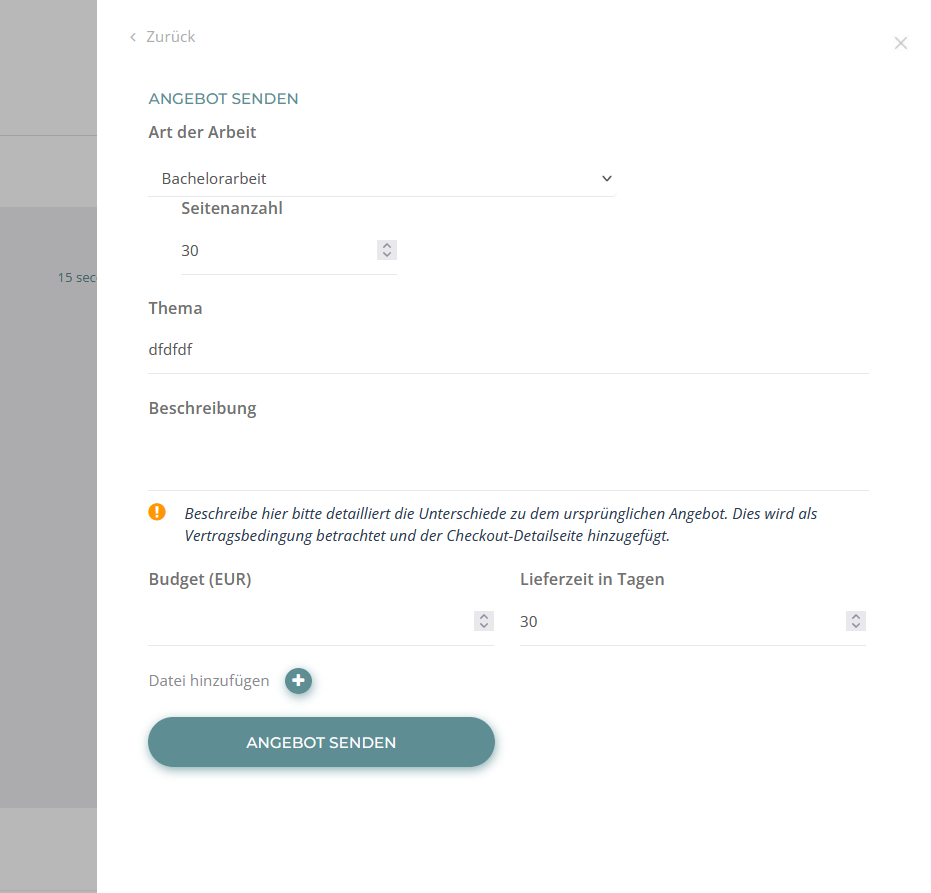 Zurück
ANGEBOT SENDEN
Art der Arbeit
Bachelorarbeit
Seitenanzahl
30
15 sec
Thema
dfdfdf
Beschreibung
Beschreibe hier bitte detailliert die Unterschiede zu dem ursprünglichen Angebot. Dies wird als
Vertragsbedingung betrachtet und der Checkout-Detailseite hinzugefügt.
Budget (EUR) Lieferzeit in Tagen
30
Datei hinzufügen
ANGEBOT SENDEN